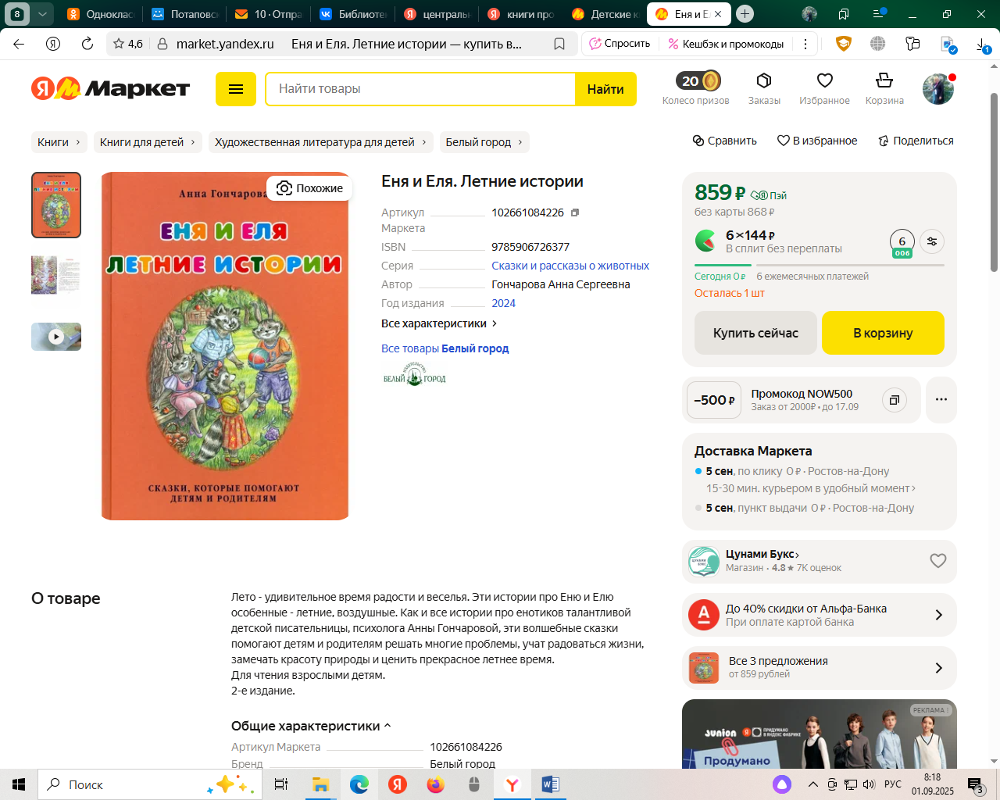 8
Одноклас
Потаповск
10 · Отпра
Библиотек
центральн
книги про
Детские к
Еня и Е
4,6
market.yandex.ru
Еня и Еля. Летние истории — купить в...
Спросить
Кешбэк и промокоды
1
Я Маркет
Найти товары
Найти
20
Колесо призов
Заказы
Избранное
Корзина
Книги
Книги для детей
Художественная литература для детей
Белый город
Сравнить
В избранное
Поделиться
Похожие
Анна Гончарова
ЕНЯ И ЕЛЯ
ЛЕТНИЕ ИСТОРИИ
СКАЗКИ, КОТОРЫЕ ПОМОГАЮТ
ДЕТЯМ И РОДИТЕЛЯМ
Еня и Еля. Летние истории
Артикул Маркета 102661084226
ISBN 9785906726377
Серия Сказки и рассказы о животных
Автор Гончарова Анна Сергеевна
Год издания 2024
Все характеристики
Все товары Белый город
ИЗДАТЕЛЬСТВО
БЕЛЫЙ ГОРОД
859 ₽ Пэй
без карты 868 ₽
6 × 144 ₽
В сплит без переплаты
6
006
Сегодня 0 ₽ 6 ежемесячных платежей
Осталась 1 шт
Купить сейчас
В корзину
−500 ₽
Промокод NOW500
Заказ от 2000₽ · до 17.09
Доставка Маркета
5 сен, по клику 0 ₽ · Ростов-на-Дону
15-30 мин. курьером в удобный момент
5 сен, пункт выдачи 0 ₽ · Ростов-на-Дону
ЦУНАМИ
БУКС
Цунами Букс
Магазин · 4.8 ★ 7K оценок
До 40% скидки от Альфа-Банка
При оплате картой банка
Все 3 предложения
от 859 рублей
РЕКЛАМА
junion
ПРИДУМАНО
В ЯНДЕКС ФАБРИКЕ
Продумано
О товаре
Лето - удивительное время радости и веселья. Эти истории про Еню и Елю
особенные - летние, воздушные. Как и все истории про енотиков талантливой
детской писательницы, психолога Анны Гончаровой, эти волшебные сказки
помогают детям и родителям решать многие проблемы, учат радоваться жизни,
замечать красоту природы и ценить прекрасное летнее время.
Для чтения взрослыми детям.
2-е издание.
Общие характеристики
Артикул Маркета 102661084226
Бренд Белый город
Поиск
РУС
8:18
01.09.2025
3